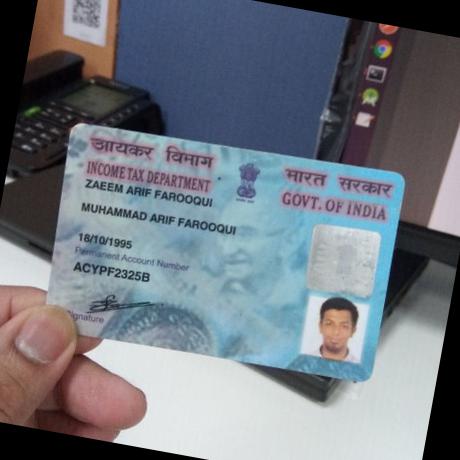 आयकर विभाग
INCOME TAX DEPARTMENT
भारत सरकार
GOVT. OF INDIA
ZAEEM ARIF FAROOQUI
MUHAMMAD ARIF FAROOQUI
18/10/1995
Permanent Account Number
ACYPF2325B
Signature